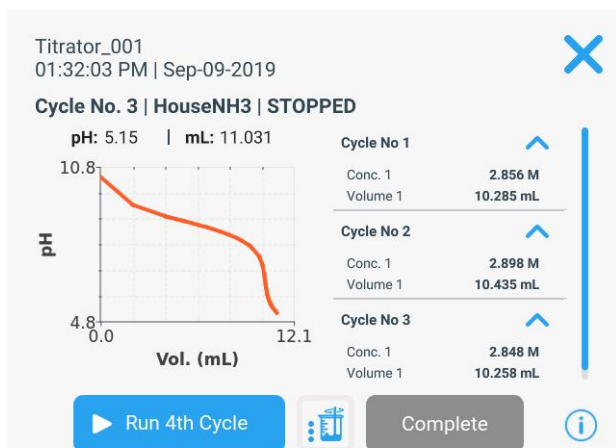 Titrator_001
01:32:03 PM | Sep-09-2019
Cycle No. 3 | HouseNH3 | STOPPED
pH: 5.15 | mL: 11.031
10.8
pH
4.8
0.0
12.1
Vol. (mL)
Cycle No 1
Conc. 1 2.856 M
Volume 1 10.285 mL
Cycle No 2
Conc. 1 2.898 M
Volume 1 10.435 mL
Cycle No 3
Conc. 1 2.848 M
Volume 1 10.258 mL
Run 4th Cycle
Complete
i